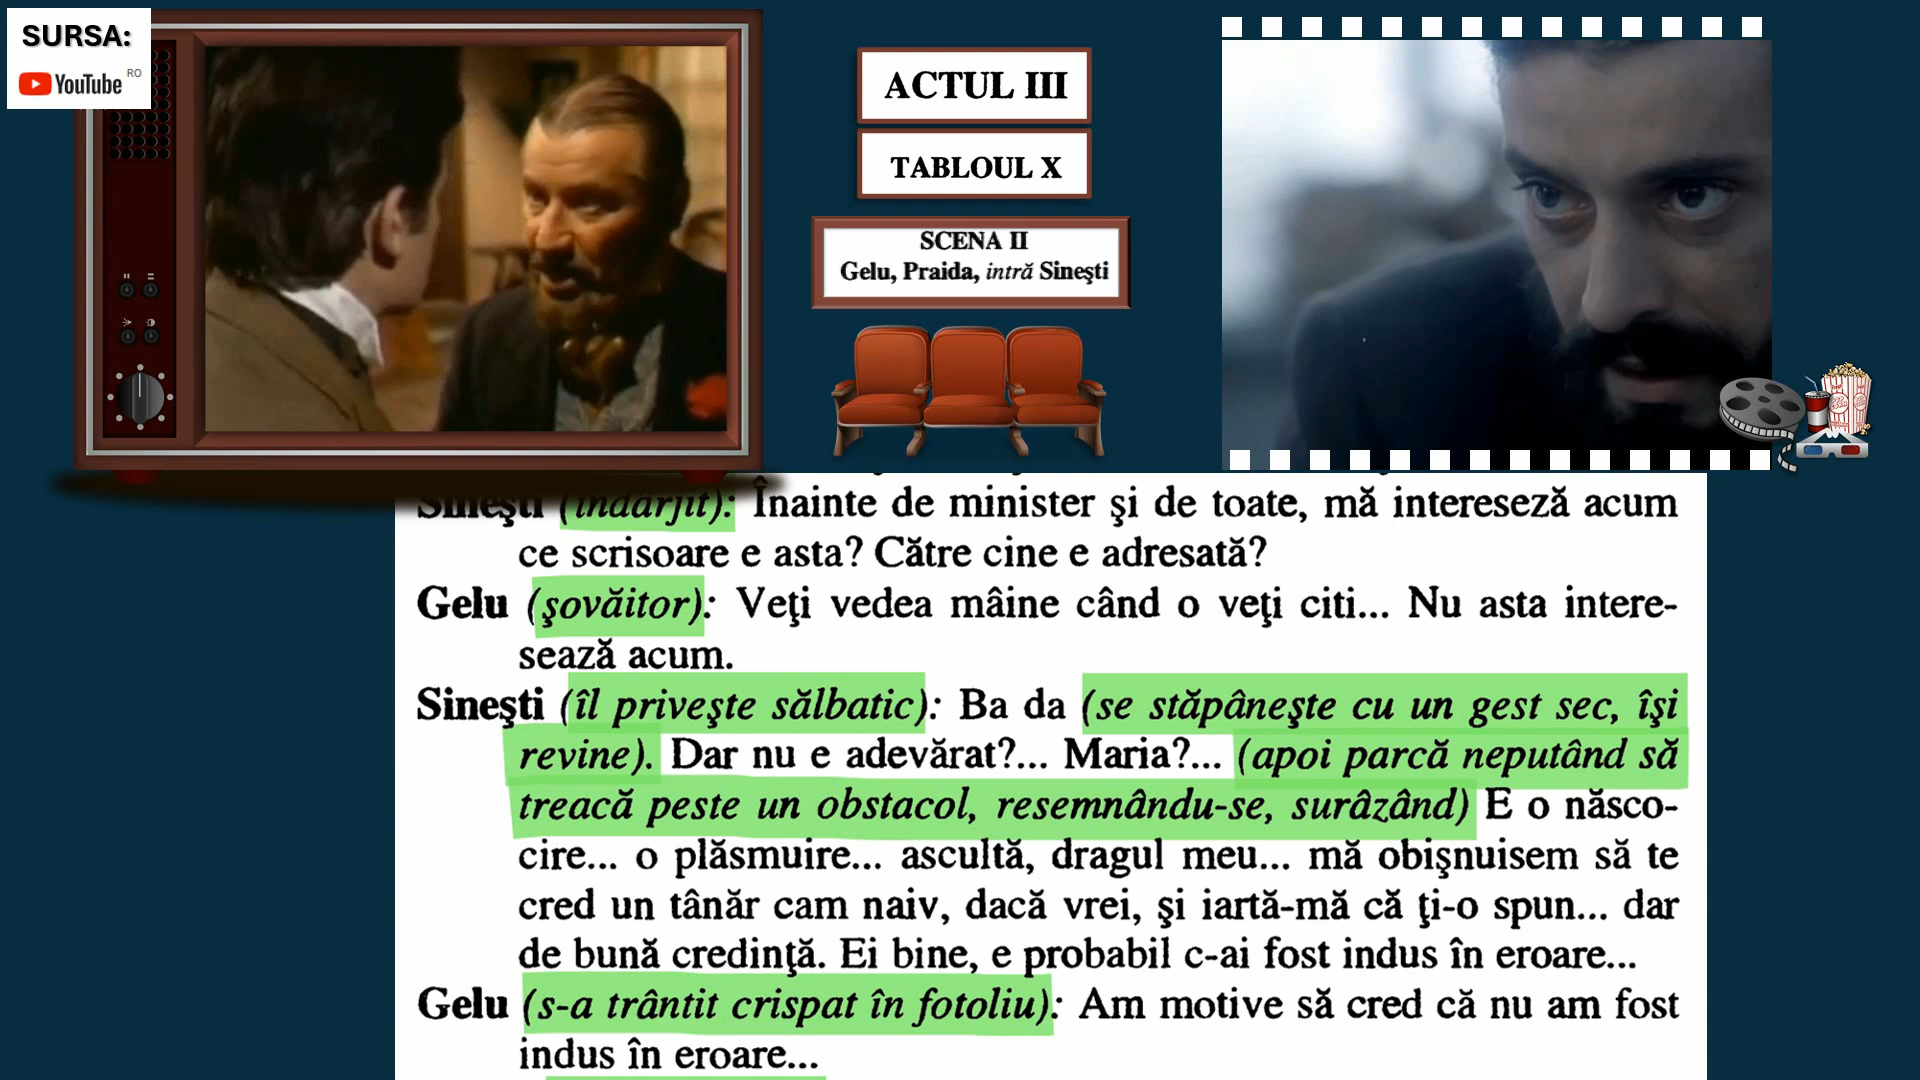 SURSA:
YouTube RO
ACTUL III
TABLOUL X
SCENA II
Gelu, Praida, intră Sineşti
Sineşti (îndârjit): Înainte de minister şi de toate, mă intereseză acum
ce scrisoare e asta? Către cine e adresată?
Gelu (şovăitor): Veţi vedea mâine când o veţi citi... Nu asta intere-
sează acum.
Sineşti (îl priveşte sălbatic): Ba da (se stăpâneşte cu un gest sec, îşi
revine). Dar nu e adevărat?... Maria?... (apoi parcă neputând să
treacă peste un obstacol, resemnându-se, surâzând) E o născo-
cire... o plăsmuire... ascultă, dragul meu... mă obişnuisem să te
cred un tânăr cam naiv, dacă vrei, şi iartă-mă că ţi-o spun... dar
de bună credinţă. Ei bine, e probabil c-ai fost indus în eroare...
Gelu (s-a trântit crispat în fotoliu): Am motive să cred că nu am fost
indus în eroare...